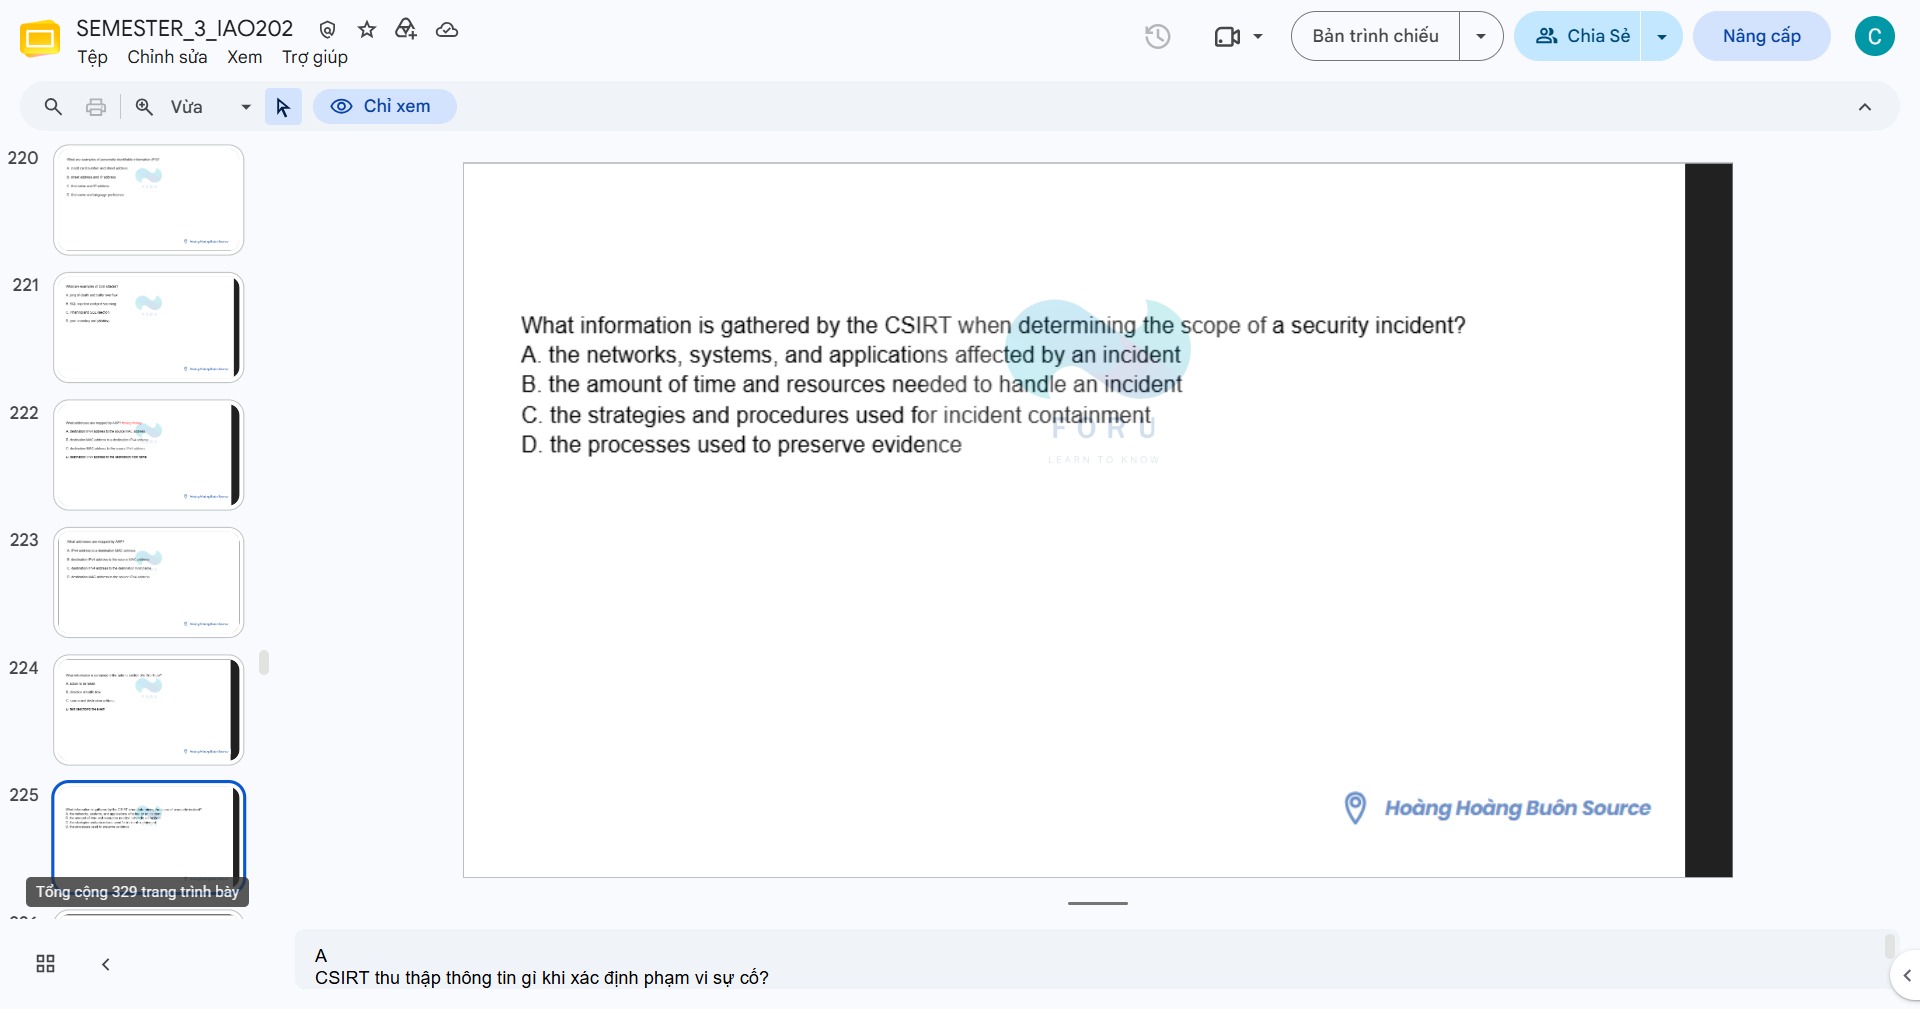 SEMESTER_3_IAO202
Tệp Chỉnh sửa Xem Trợ giúp
Bản trình chiếu
Chia Sẻ
Nâng cấp
C
Vừa
Chỉ xem
220
221
222
223
224
225
Tổng cộng 329 trang trình bày
What information is gathered by the CSIRT when determining the scope of a security incident?
A. the networks, systems, and applications affected by an incident
B. the amount of time and resources needed to handle an incident
C. the strategies and procedures used for incident containment
D. the processes used to preserve evidence
FORU
LEARN TO KNOW
Hoàng Hoàng Buôn Source
A
CSIRT thu thập thông tin gì khi xác định phạm vi sự cố?